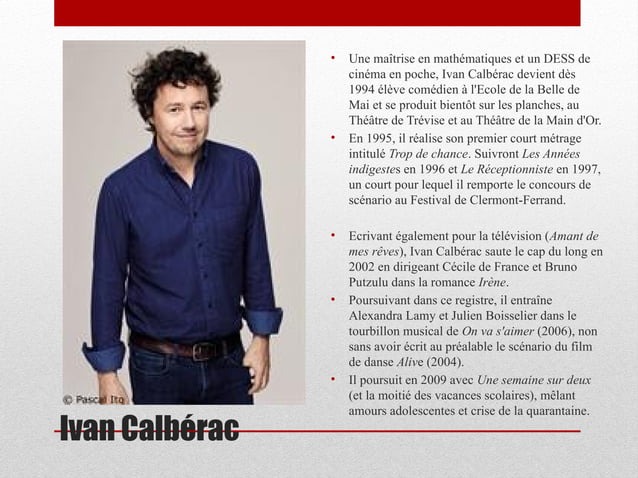 • Une maîtrise en mathématiques et un DESS de
cinéma en poche, Ivan Calbérac devient dès
1994 élève comédien à l'Ecole de la Belle de
Mai et se produit bientôt sur les planches, au
Théâtre de Trévise et au Théâtre de la Main d'Or.
• En 1995, il réalise son premier court métrage
intitulé Trop de chance. Suivront Les Années
indigestes en 1996 et Le Réceptionniste en 1997,
un court pour lequel il remporte le concours de
scénario au Festival de Clermont-Ferrand.
• Ecrivant également pour la télévision (Amant de
mes rêves), Ivan Calbérac saute le cap du long en
2002 en dirigeant Cécile de France et Bruno
Putzulu dans la romance Irène.
• Poursuivant dans ce registre, il entraîne
Alexandra Lamy et Julien Boisselier dans le
tourbillon musical de On va s'aimer (2006), non
sans avoir écrit au préalable le scénario du film
de danse Alive (2004).
• Il poursuit en 2009 avec Une semaine sur deux
(et la moitié des vacances scolaires), mêlant
amours adolescentes et crise de la quarantaine.
© Pascal Ito
Ivan Calbérac